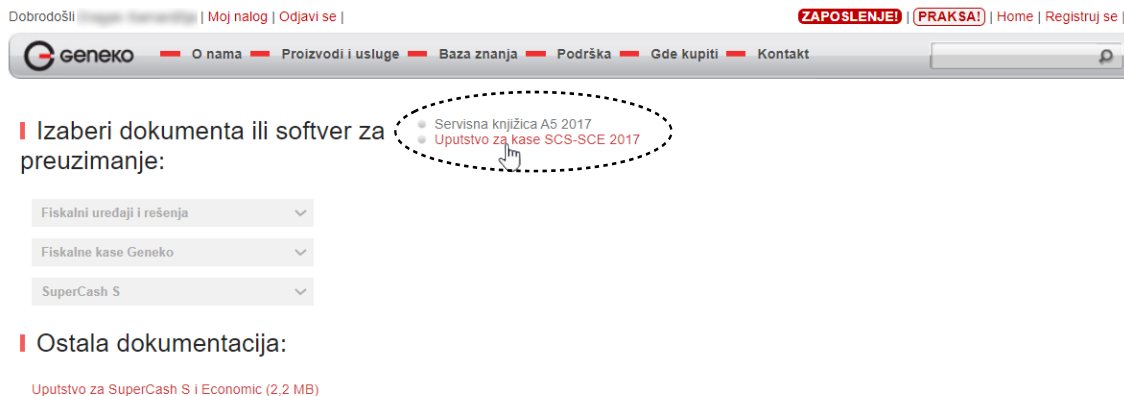 Dobrodošli | Moj nalog | Odjavi se |
ZAPOSLENJE! | PRAKSA! | Home | Registruj se |
GENEKO O nama Proizvodi i usluge Baza znanja Podrška Gde kupiti Kontakt
Izaberi dokumenta ili softver za
preuzimanje:
Servisna knjižica A5 2017
Uputstvo za kase SCS-SCE 2017
Fiskalni uređaji i rešenja
Fiskalne kase Geneko
SuperCash S
Ostala dokumentacija:
Uputstvo za SuperCash S i Economic (2,2 MB)